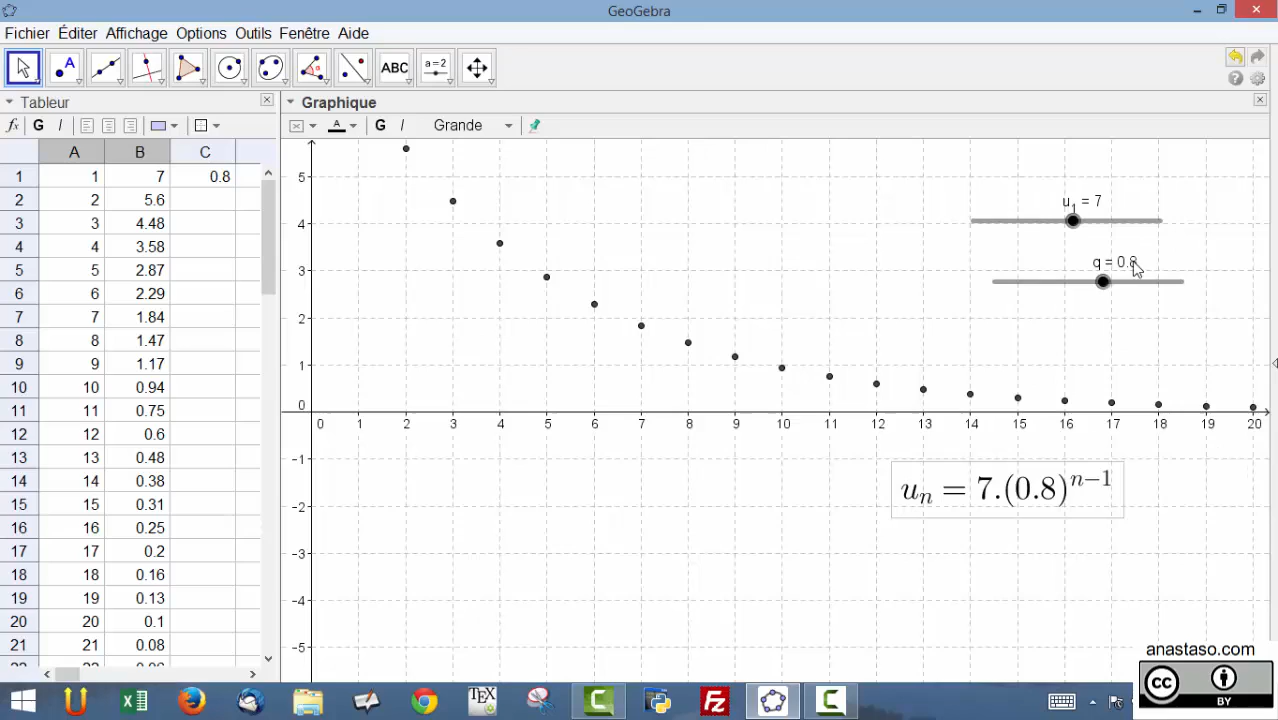 GeoGebra
Fichier Éditer Affichage Options Outils Fenêtre Aide
ABC a=2
Tableur
Graphique
fx G I
A G I Grande
A B C
1 1 7 0.8
2 2 5.6
3 3 4.48
4 4 3.58
5 5 2.87
6 6 2.29
7 7 1.84
8 8 1.47
9 9 1.17
10 10 0.94
11 11 0.75
12 12 0.6
13 13 0.48
14 14 0.38
15 15 0.31
16 16 0.25
17 17 0.2
18 18 0.16
19 19 0.13
20 20 0.1
21 21 0.08
5
4
3
2
1
0
-1
-2
-3
-4
-5
0 1 2 3 4 5 6 7 8 9 10 11 12 13 14 15 16 17 18 19 20
u₁ = 7
q = 0.8
uₙ = 7.(0.8)ⁿ⁻¹
anastaso.com
cc BY
TEX